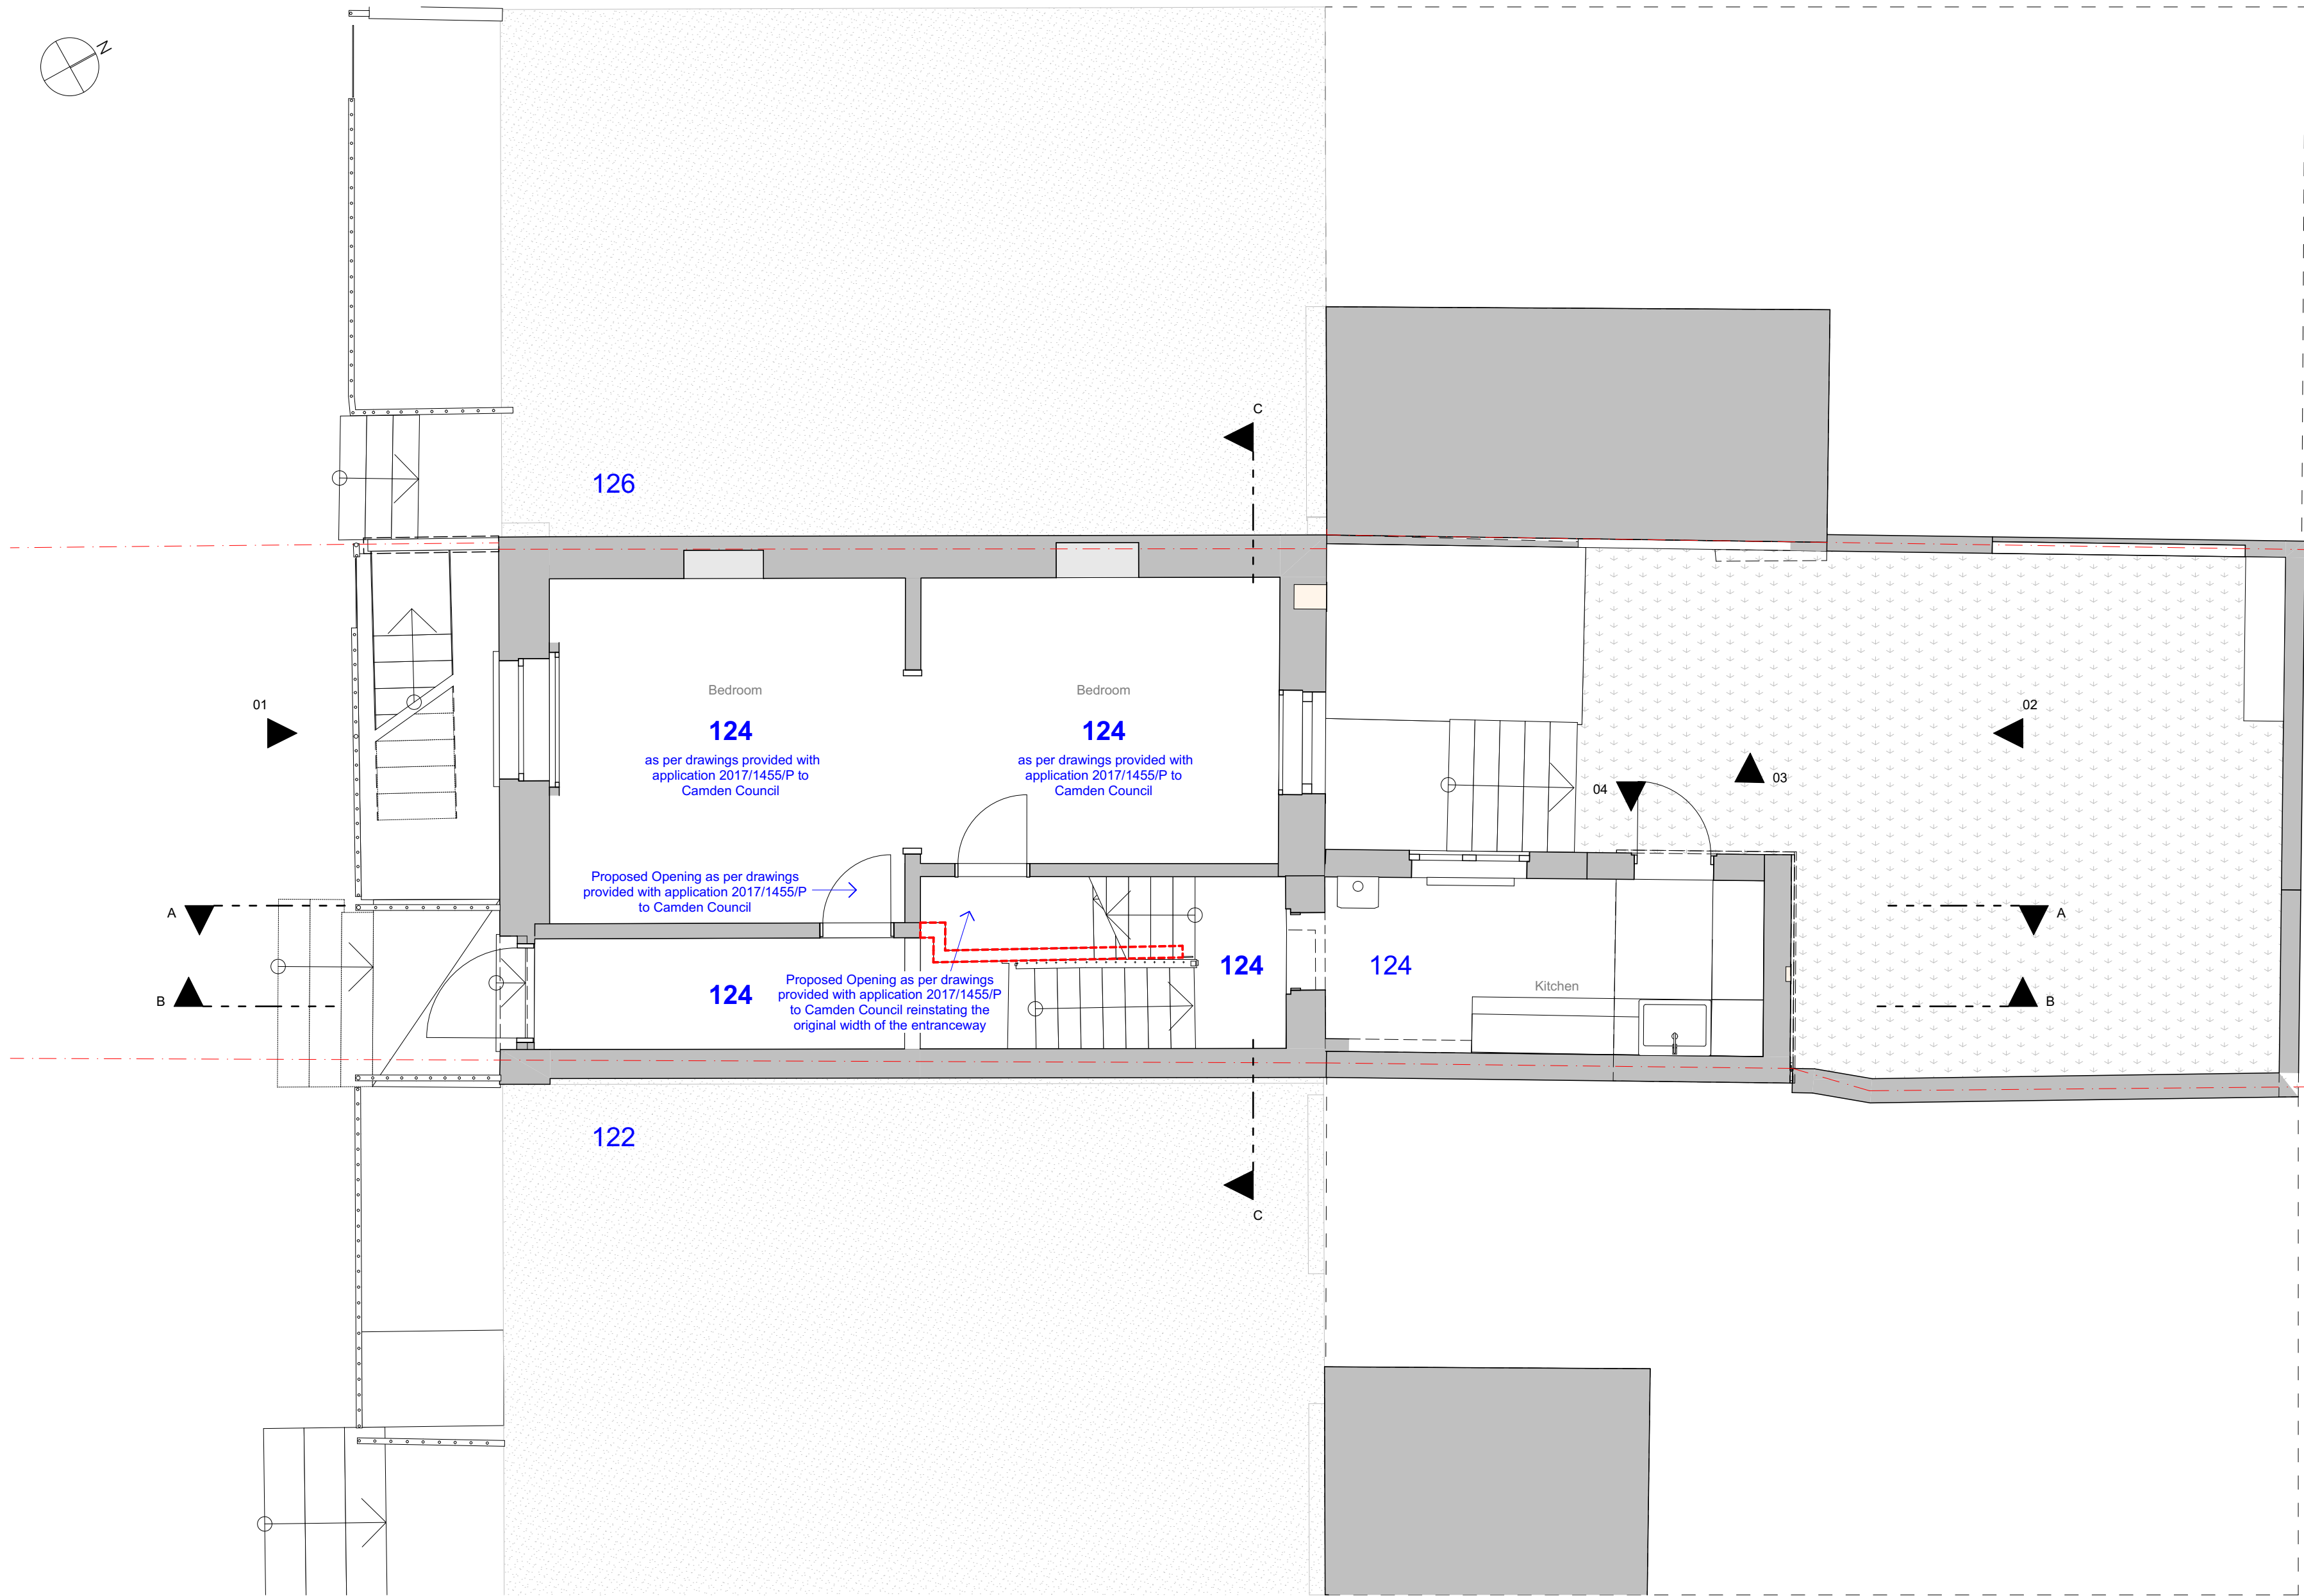 N
C
126
Bedroom
Bedroom
01
02
124
124
as per drawings provided with
application 2017/1455/P to
Camden Council
as per drawings provided with
application 2017/1455/P to
Camden Council
03
04
Proposed Opening as per drawings
provided with application 2017/1455/P
to Camden Council
A
A
124
124
Kitchen
124
Proposed Opening as per drawings
provided with application 2017/1455/P
to Camden Council reinstating the
original width of the entranceway
B
B
122
C